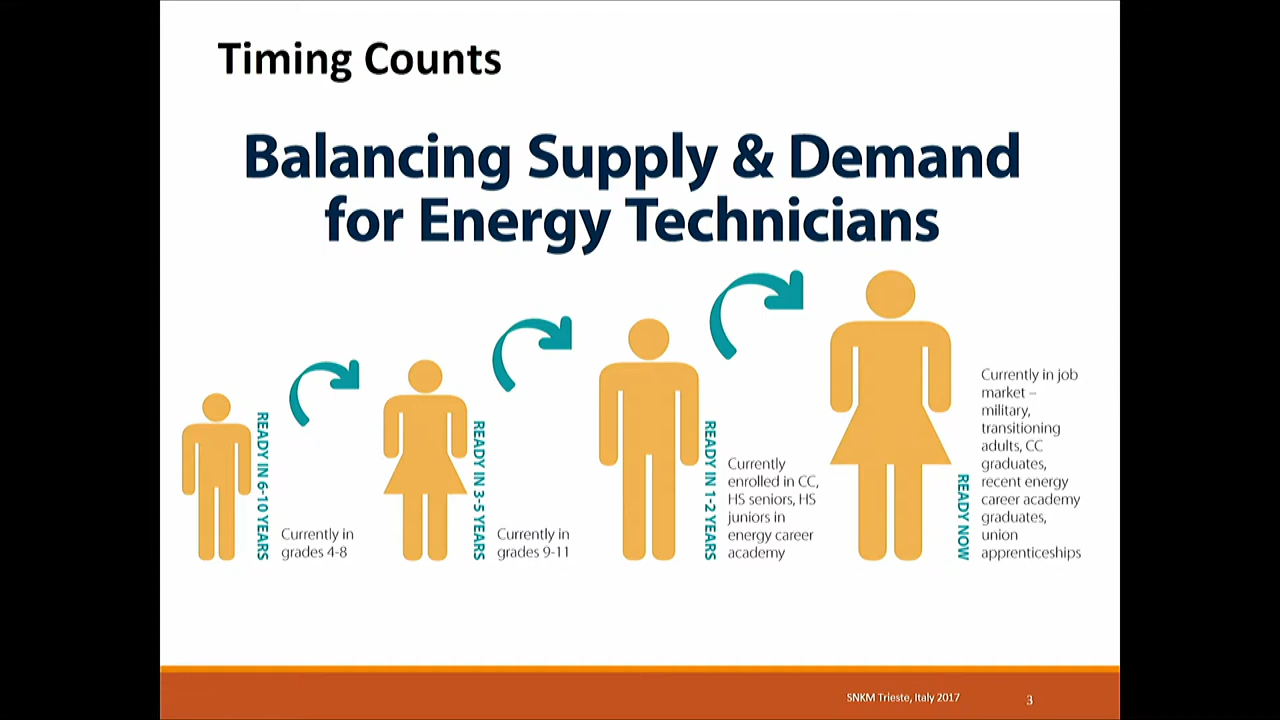 Timing Counts
Balancing Supply & Demand
for Energy Technicians
READY IN 6-10 YEARS
Currently in
grades 4-8
READY IN 3-5 YEARS
Currently in
grades 9-11
READY IN 1-2 YEARS
Currently
enrolled in CC,
HS seniors, HS
juniors in
energy career
academy
READY NOW
Currently in job
market –
military,
transitioning
adults, CC
graduates,
recent energy
career academy
graduates,
union
apprenticeships
SNKM Trieste, Italy 2017
3